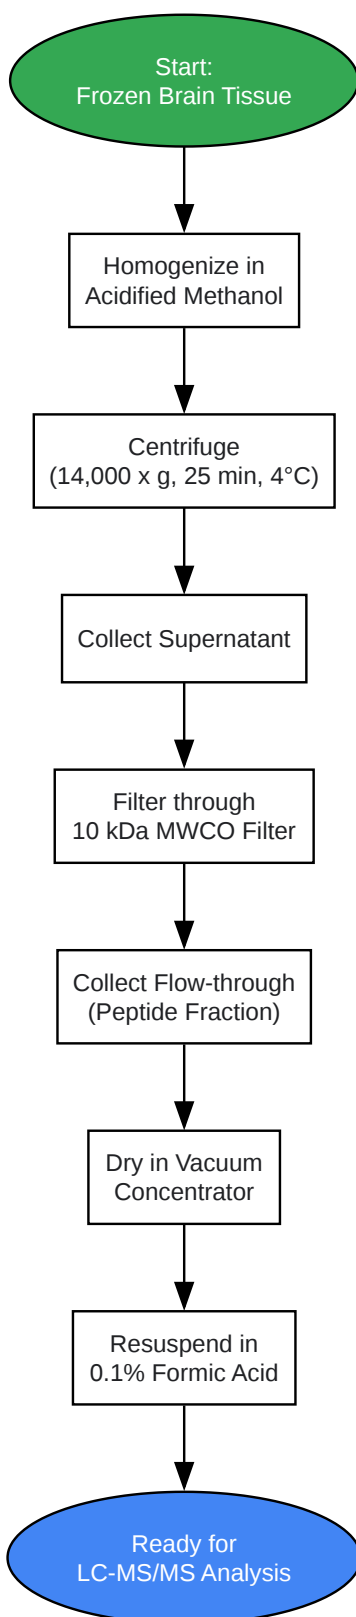 Start:
Frozen Brain Tissue
Homogenize in
Acidified Methanol
Centrifuge
(14,000 x g, 25 min, 4°C)
Collect Supernatant
Filter through
10 kDa MWCO Filter
Collect Flow-through
(Peptide Fraction)
Dry in Vacuum
Concentrator
Resuspend in
0.1% Formic Acid
Ready for
LC-MS/MS Analysis